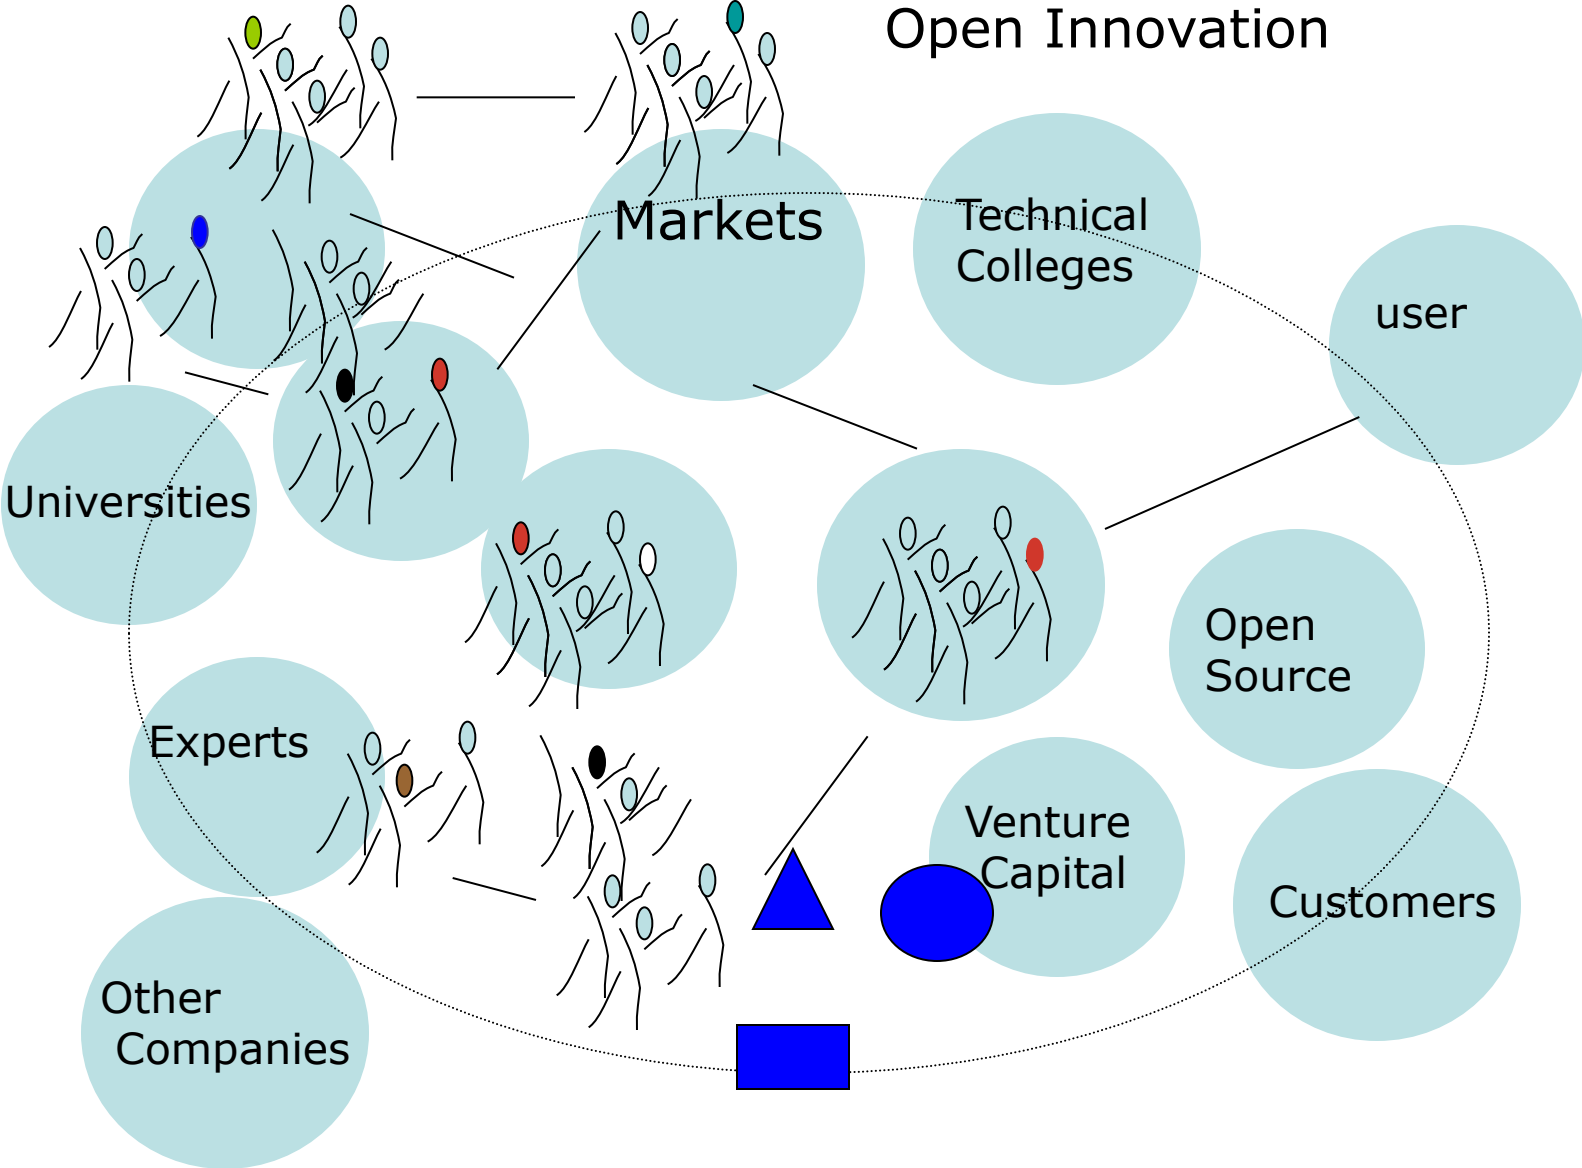 Open Innovation
Markets
Technical
Colleges
user
Universities
Open
Source
Experts
Venture
Capital
Customers
Other
Companies